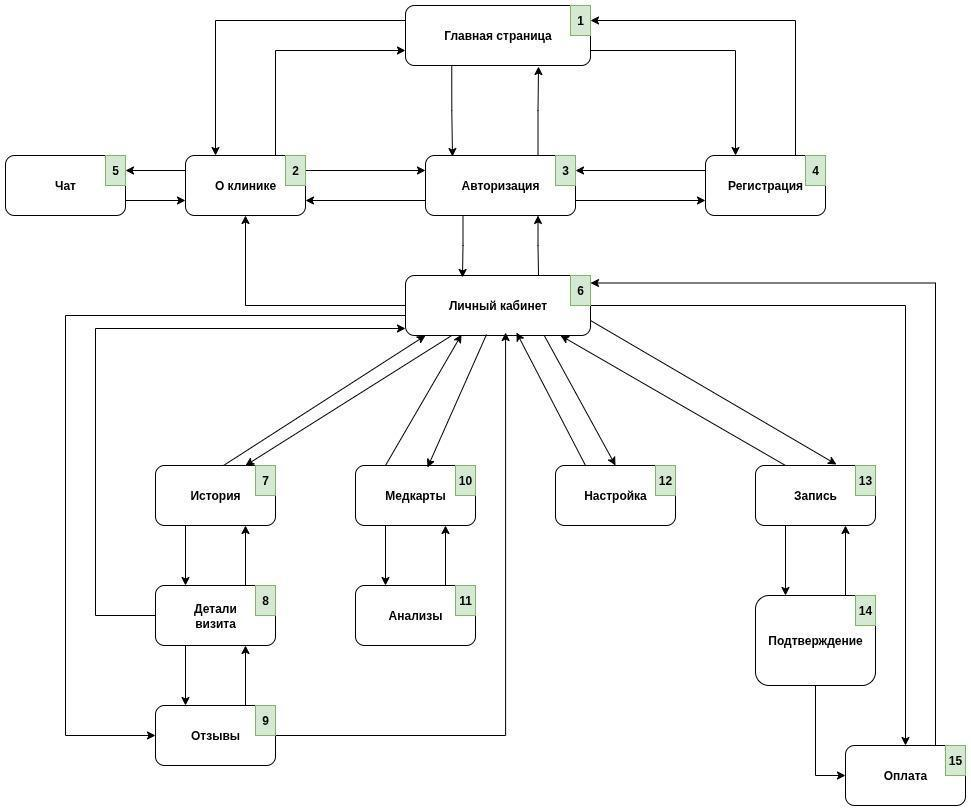 1
Главная страница
5
2
3
4
Чат
О клинике
Авторизация
Регистрация
6
Личный кабинет
7
10
12
13
История
Медкарты
Настройка
Запись
8
11
14
Детали
визита
Анализы
Подтверждение
9
Отзывы
15
Оплата